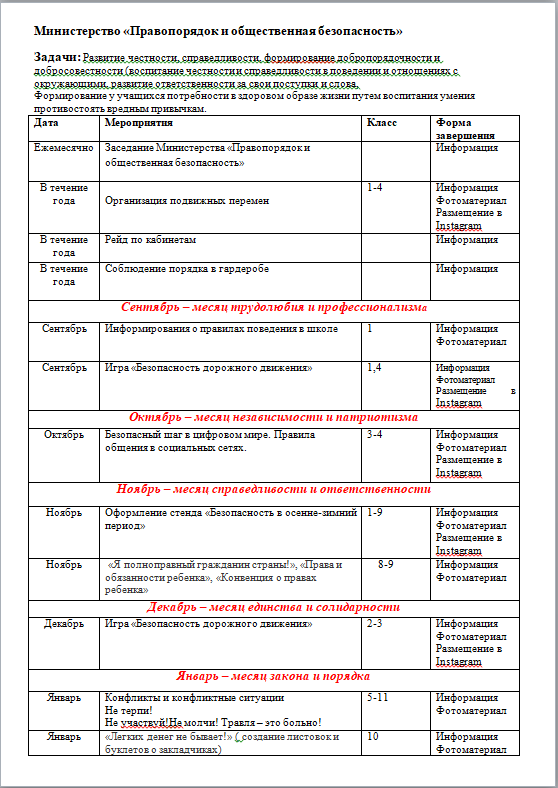 Министерство «Правопорядок и общественная безопасность»
Задачи: Развитие честности, справедливости, формирование добропорядочности и
добросовестности (воспитание честности и справедливости в поведении и отношениях с
окружающими, развитие ответственности за свои поступки и слова,
Формирование у учащихся потребности в здоровом образе жизни путем воспитания умения
противостоять вредным привычкам.
Дата Мероприятия Класс Форма
завершения
Ежемесячно Заседание Министерства «Правопорядок и
общественная безопасность»
Информация
В течение
года
Организация подвижных перемен
1-4
Информация
Фотоматериал
Размещение в
Instagram
В течение
года
Рейд по кабинетам
Информация
В течение
года
Соблюдение порядка в гардеробе
Информация
Сентябрь – месяц трудолюбия и профессионализма
Сентябрь Информирования о правилах поведения в школе 1 Информация
Фотоматериал
Сентябрь Игра «Безопасность дорожного движения» 1,4 Информация
Фотоматериал
Размещение в
Instagram
Октябрь – месяц независимости и патриотизма
Октябрь Безопасный шаг в цифровом мире. Правила
общения в социальных сетях.
3-4
Информация
Фотоматериал
Размещение в
Instagram
Ноябрь – месяц справедливости и ответственности
Ноябрь Оформление стенда «Безопасность в осенне-зимний
период»
1-9
Информация
Фотоматериал
Размещение в
Instagram
Ноябрь «Я полноправный гражданин страны!», «Права и
обязанности ребенка», «Конвенция о правах
ребенка»
8-9
Информация
Фотоматериал
Декабрь – месяц единства и солидарности
Декабрь Игра «Безопасность дорожного движения» 2-3 Информация
Фотоматериал
Размещение в
Instagram
Январь – месяц закона и порядка
Январь Конфликты и конфликтные ситуации
Не терпи!
Не участвуй!Не молчи! Травля – это больно!
5-11
Информация
Фотоматериал
Январь «Легких денег не бывает!» ( создание листовок и
буклетов о закладчиках)
10
Информация
Фотоматериал